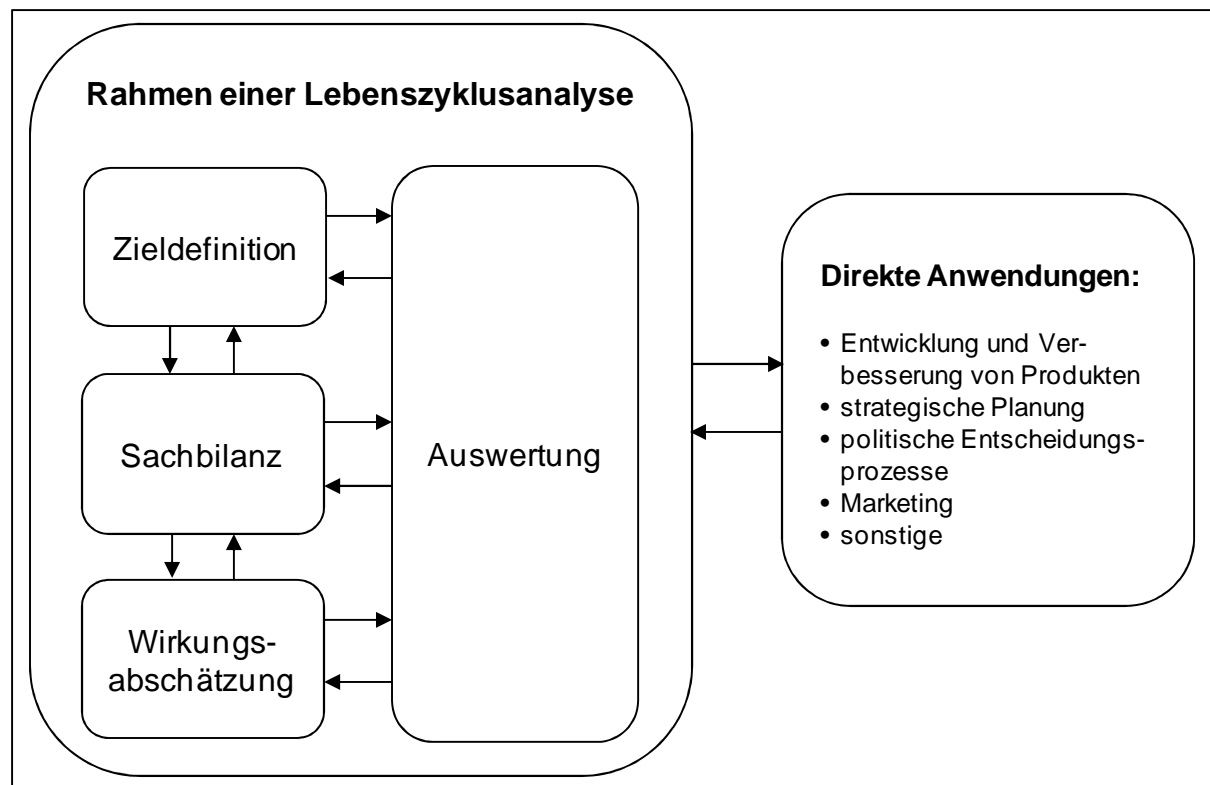 Rahmen einer Lebenszyklusanalyse
Zieldefinition
Sachbilanz
Wirkungs-
abschätzung
Auswertung
Direkte Anwendungen:
• Entwicklung und Ver-
besserung von Produkten
• strategische Planung
• politische Entscheidungs-
prozesse
• Marketing
• sonstige